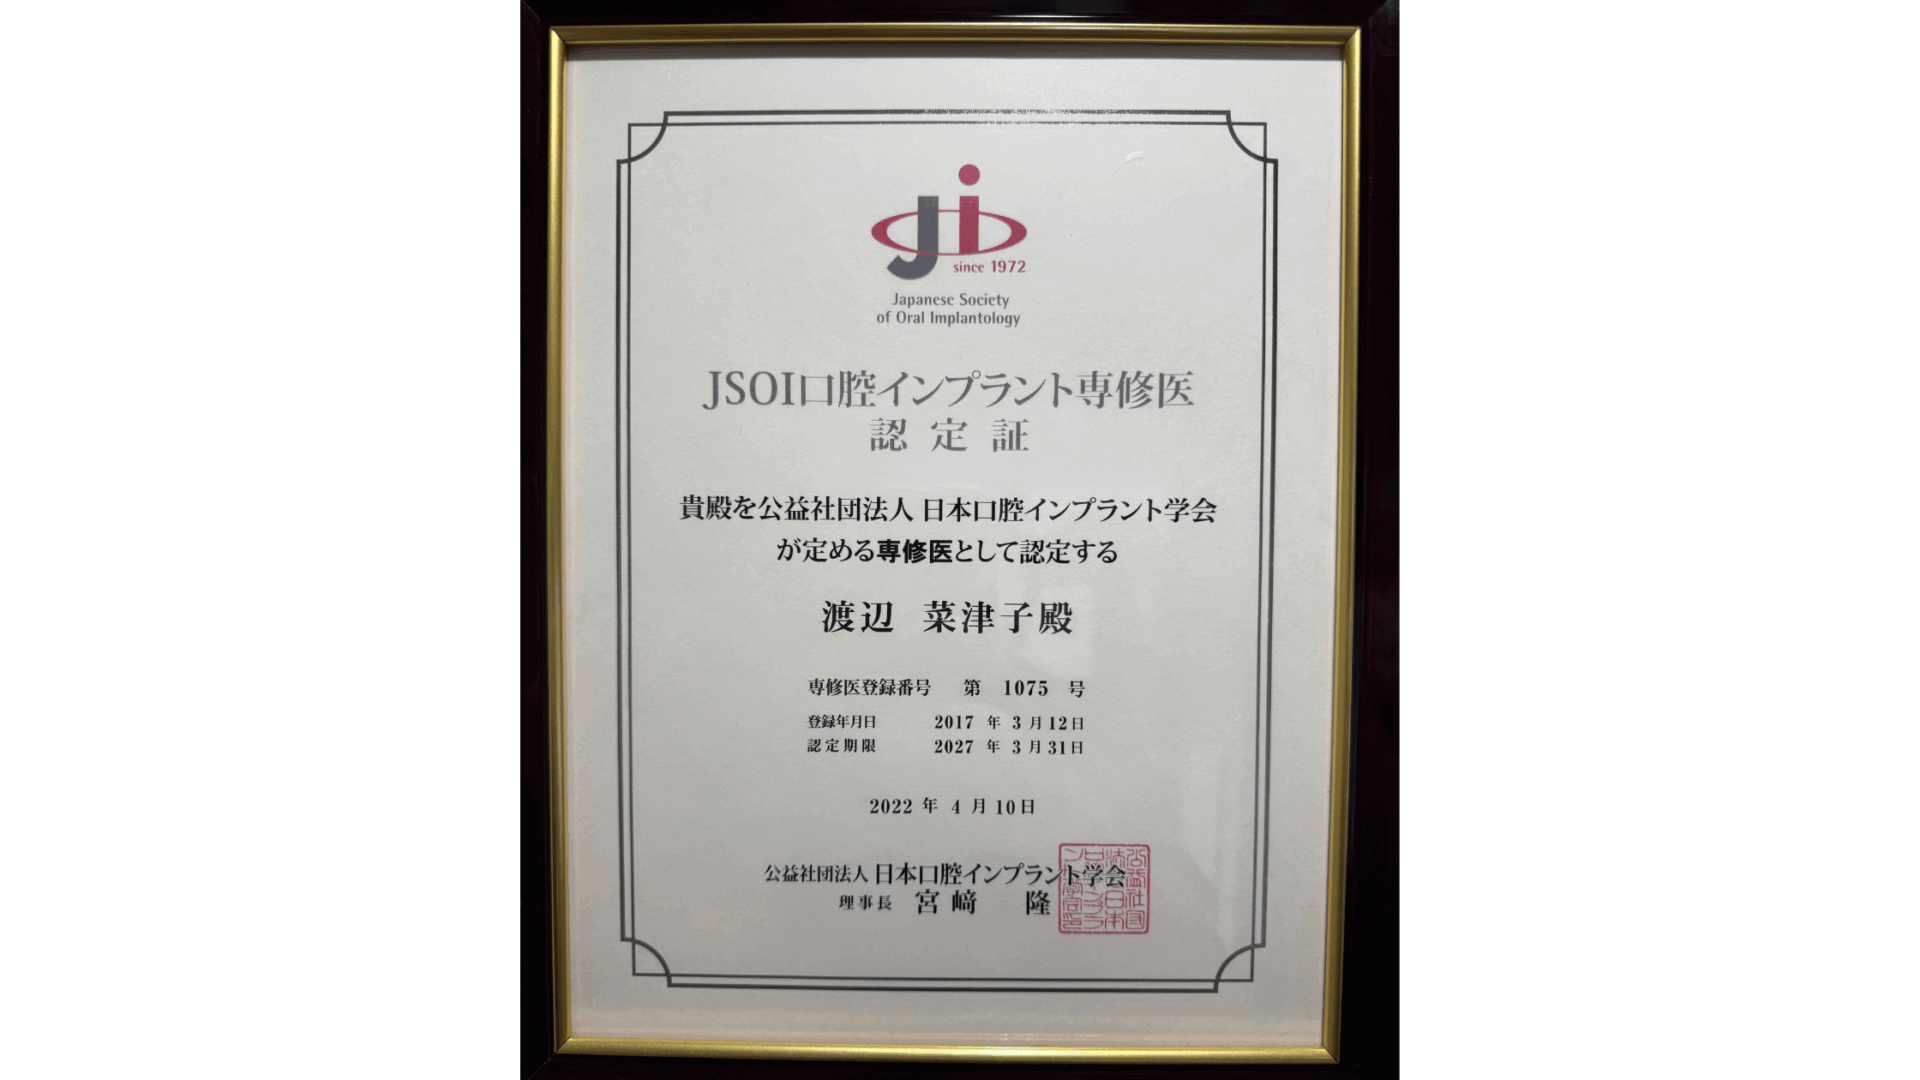 ji
since 1972
Japanese Society
of Oral Implantology
JSOI口腔インプラント専修医
認定証
貴殿を公益社団法人 日本口腔インプラント学会
が定める専修医として認定する
渡辺 菜津子殿
専修医登録番号 第 1075 号
登録年月日 2017 年 3 月 12 日
認定期限 2027 年 3 月 31 日
2022 年 4 月 10 日
公益社団法人 日本口腔インプラント学会
理事長 宮﨑 隆